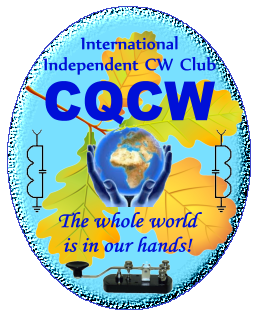 International
Independent CW Club
CQCW
The whole world
is in our hands!